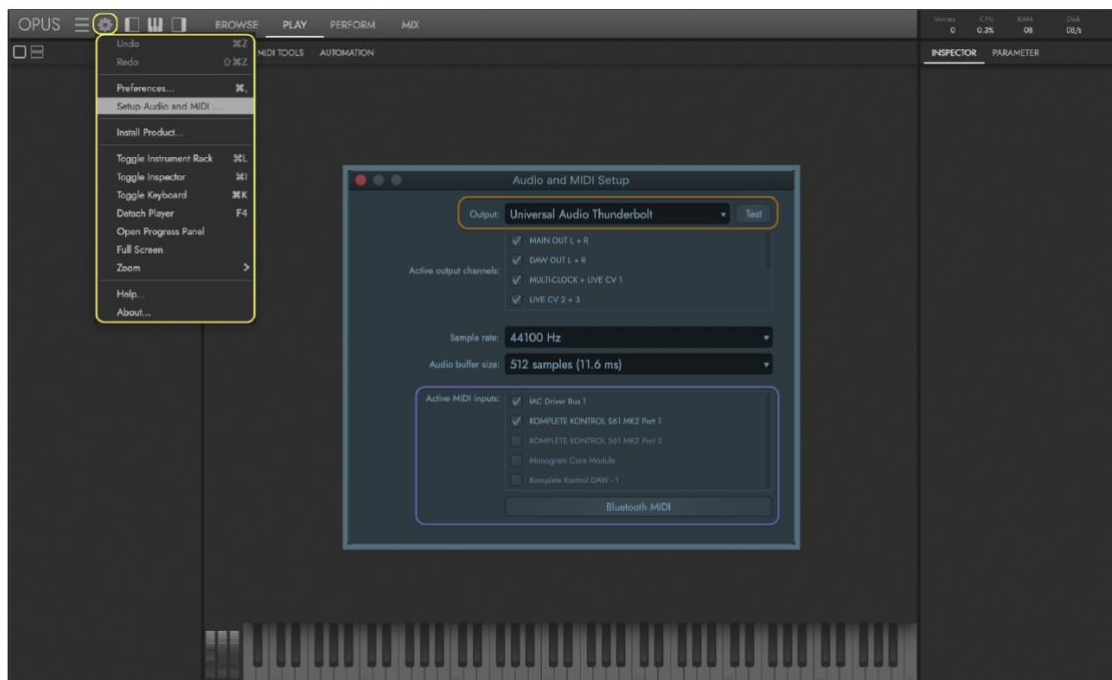 OPUS BROWSE PLAY PERFORM MIX
Voices CPU RAM Disk
0 0.3% 0B 0B/s
MIDI TOOLS AUTOMATION
INSPECTOR PARAMETER
Undo ⌘Z
Redo ⇧⌘Z
Preferences... ⌘,
Setup Audio and MIDI ...
Install Product...
Toggle Instrument Rack ⌘L
Toggle Inspector ⌘I
Toggle Keyboard ⌘K
Detach Player F4
Open Progress Panel
Full Screen
Zoom >
Help...
About...
Audio and MIDI Setup
Output: Universal Audio Thunderbolt Test
Active output channels:
MAIN OUT L + R
DAW OUT L + R
MULTI-CLOCK + LIVE CV 1
LIVE CV 2 + 3
Sample rate: 44100 Hz
Audio buffer size: 512 samples (11.6 ms)
Active MIDI inputs:
IAC Driver Bus 1
KOMPLETE KONTROL S61 MK2 Port 1
KOMPLETE KONTROL S61 MK2 Port 2
Monogram Core Module
Komplete Kontrol DAW - 1
Bluetooth MIDI